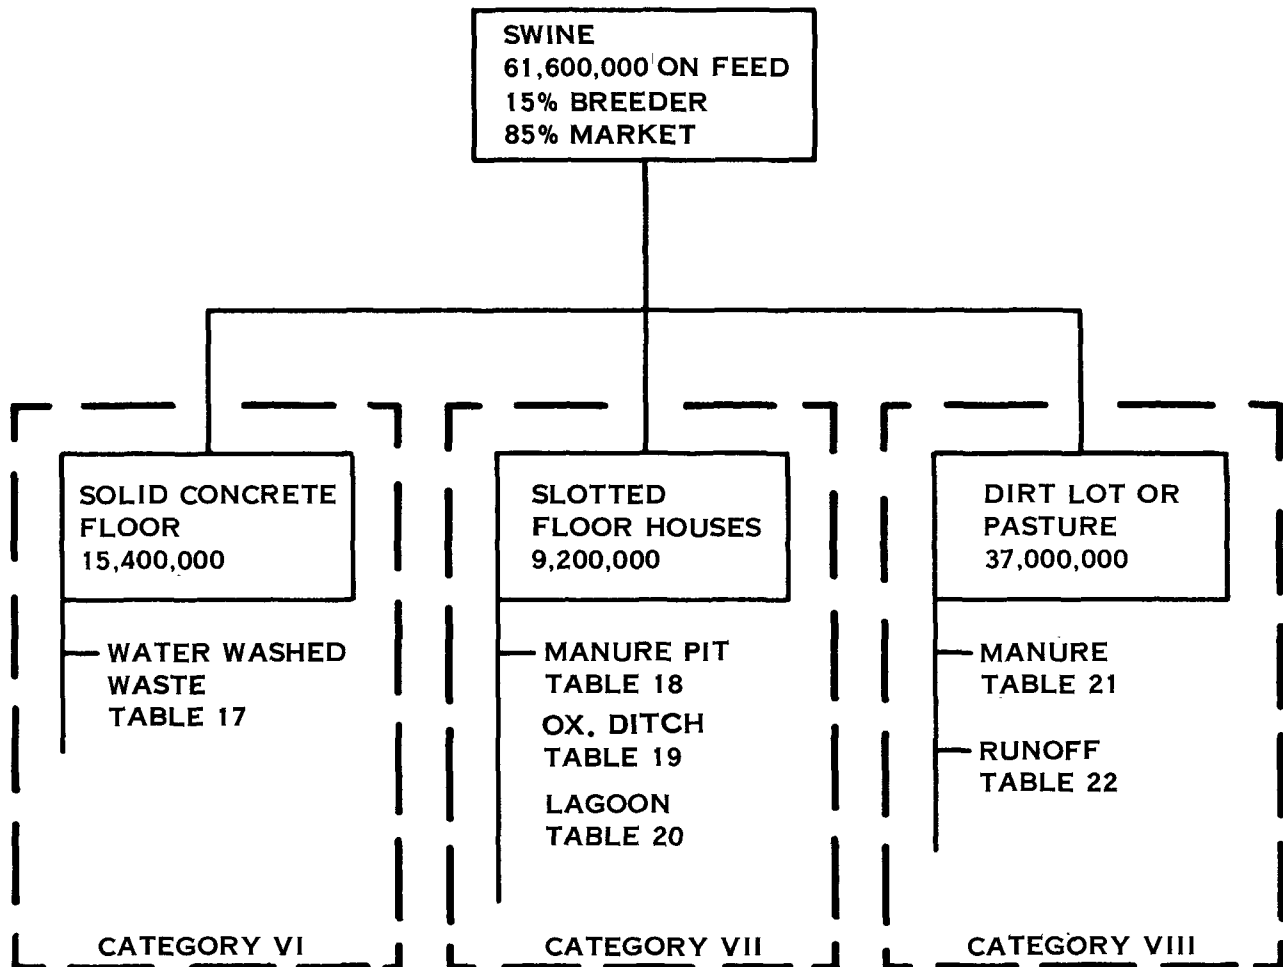 SWINE
61,600,000 ON FEED
15% BREEDER
85% MARKET
SOLID CONCRETE
FLOOR
15,400,000
WATER WASHED
WASTE
TABLE 17
CATEGORY VI
SLOTTED
FLOOR HOUSES
9,200,000
MANURE PIT
TABLE 18
OX. DITCH
TABLE 19
LAGOON
TABLE 20
CATEGORY VII
DIRT LOT OR
PASTURE
37,000,000
MANURE
TABLE 21
RUNOFF
TABLE 22
CATEGORY VIII